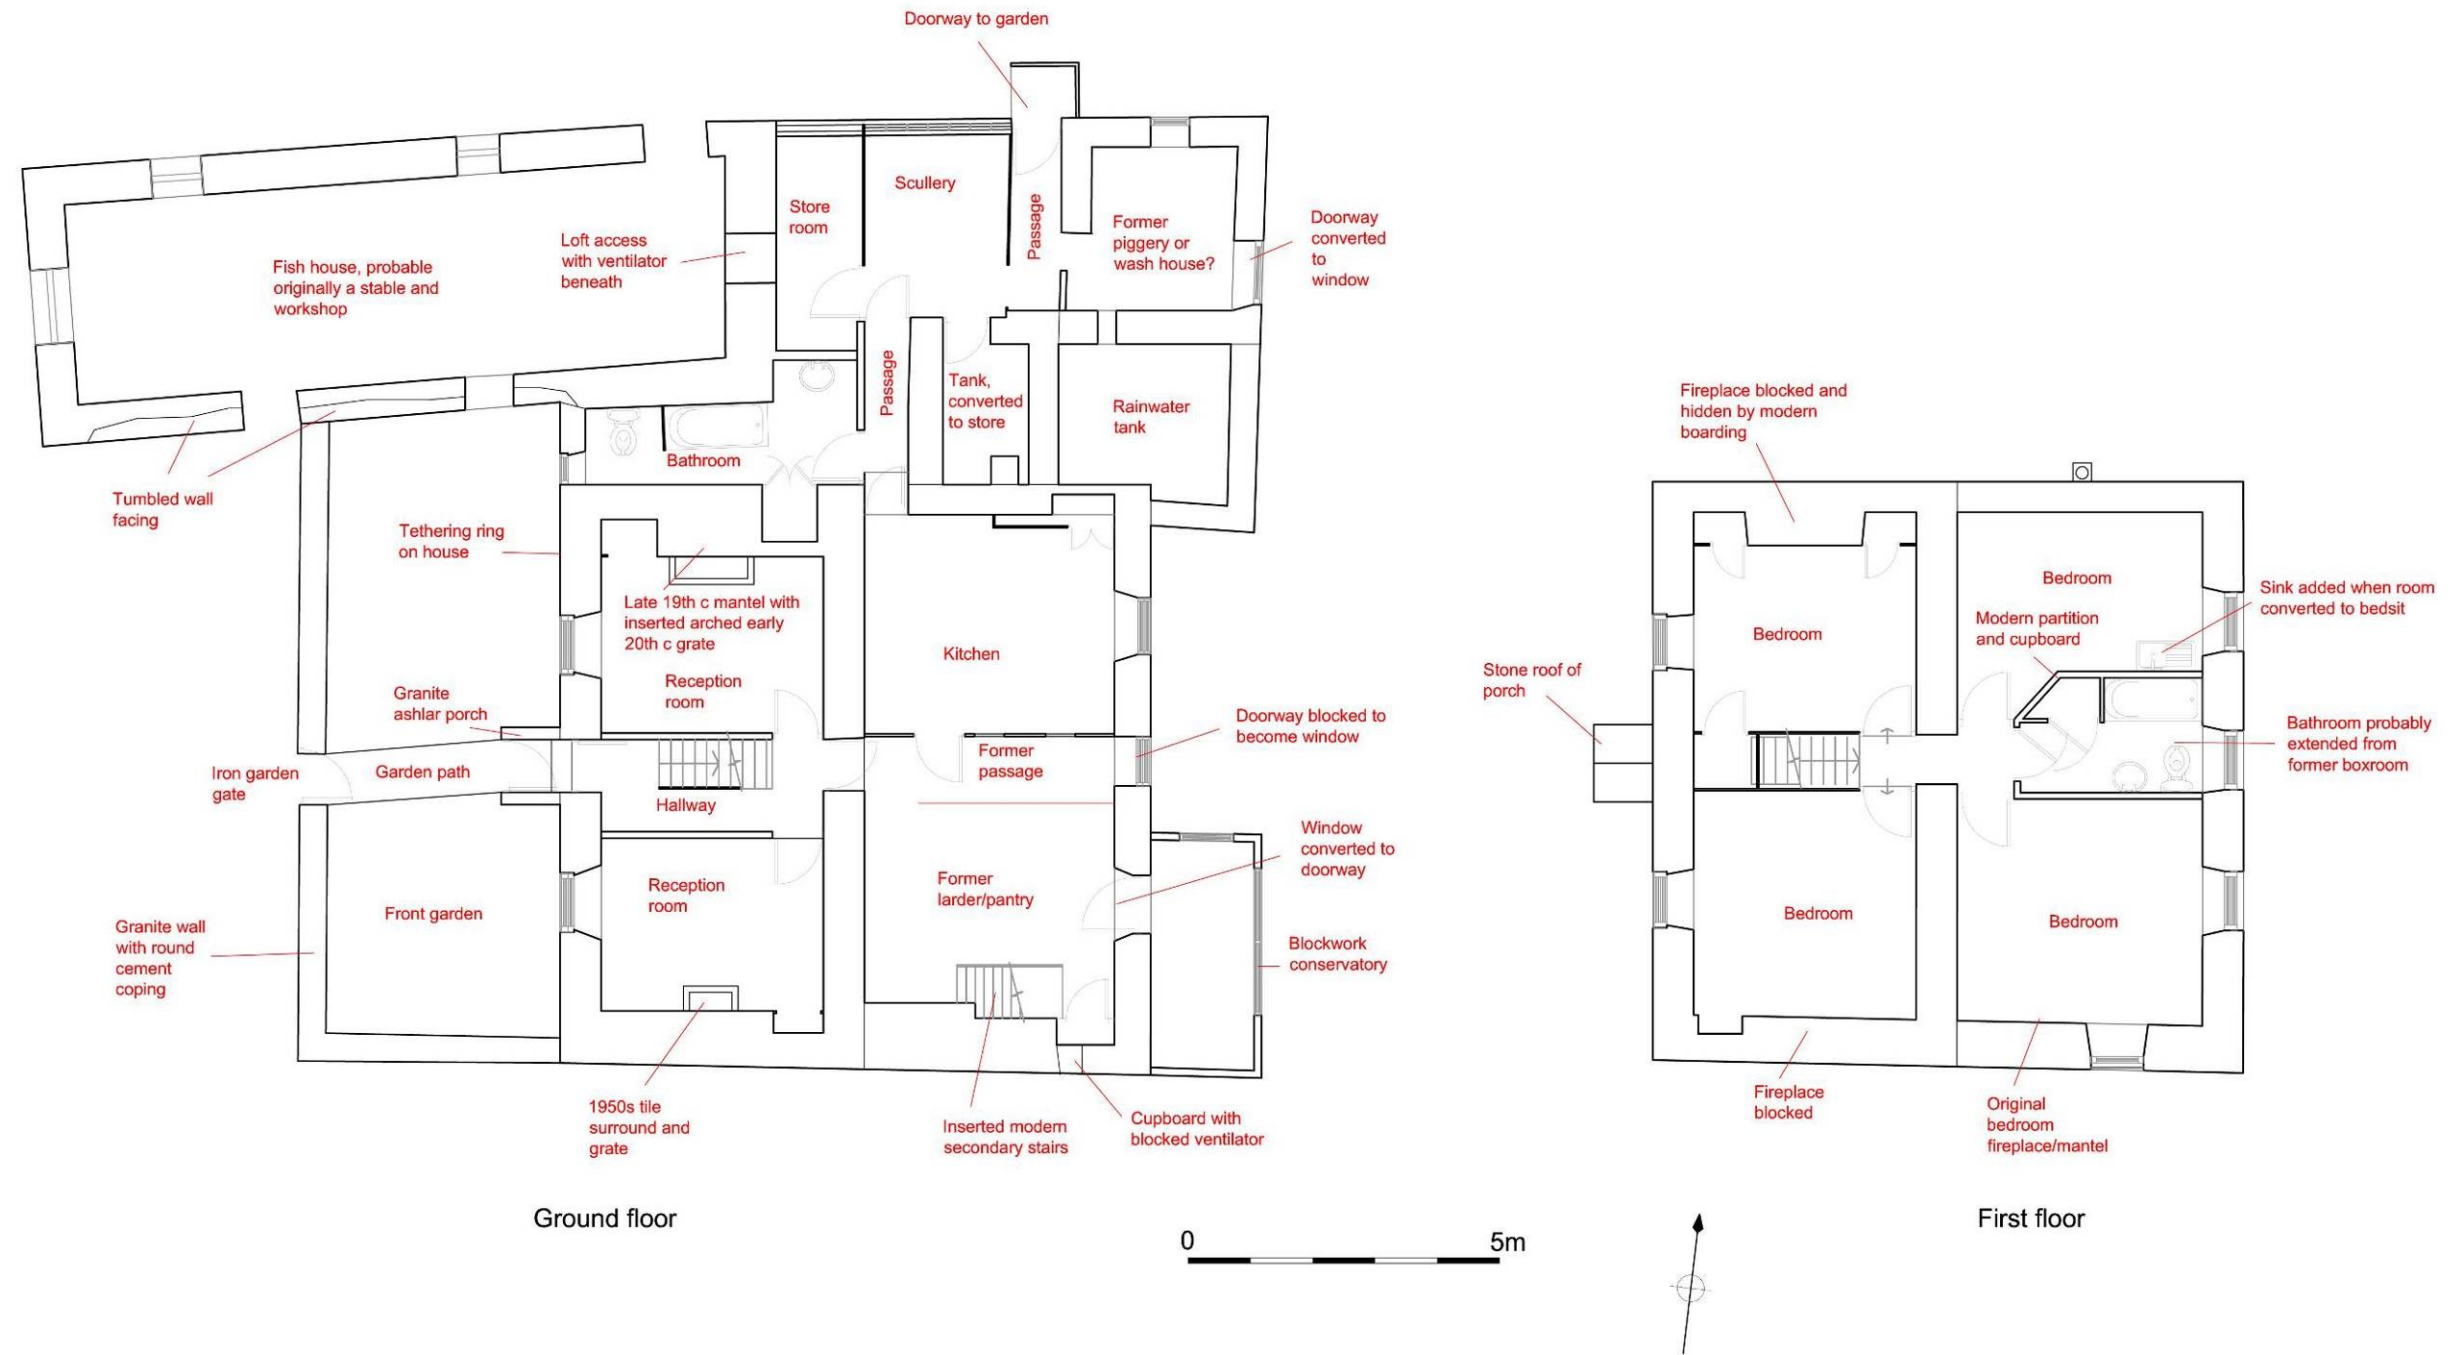 Doorway to garden
Scullery
Store
room
Passage
Former
piggery or
wash house?
Doorway
converted
to
window
Loft access
with ventilator
beneath
Fish house, probable
originally a stable and
workshop
Passage
Tank,
converted
to store
Rainwater
tank
Bathroom
Tumbled wall
facing
Tethering ring
on house
Late 19th c mantel with
inserted arched early
20th c grate
Reception
room
Kitchen
Granite
ashlar porch
Doorway blocked to
become window
Former
passage
Iron garden
gate
Garden path
Hallway
Window
converted to
doorway
Reception
room
Former
larder/pantry
Front garden
Granite wall
with round
cement
coping
Blockwork
conservatory
1950s tile
surround and
grate
Inserted modern
secondary stairs
Cupboard with
blocked ventilator
Ground floor
0 5m
Fireplace blocked and
hidden by modern
boarding
Bedroom
Sink added when room
converted to bedsit
Modern partition
and cupboard
Bedroom
Stone roof of
porch
Bathroom probably
extended from
former boxroom
Bedroom
Bedroom
Fireplace
blocked
Original
bedroom
fireplace/mantel
First floor